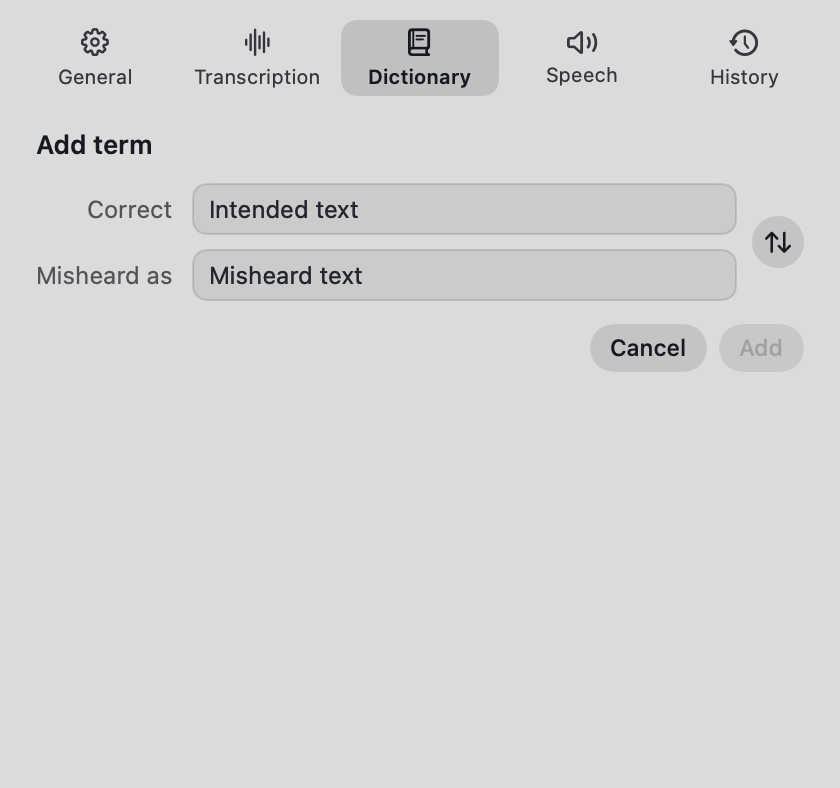 General Transcription Dictionary Speech History
Add term
Correct Intended text
Misheard as Misheard text
Cancel Add